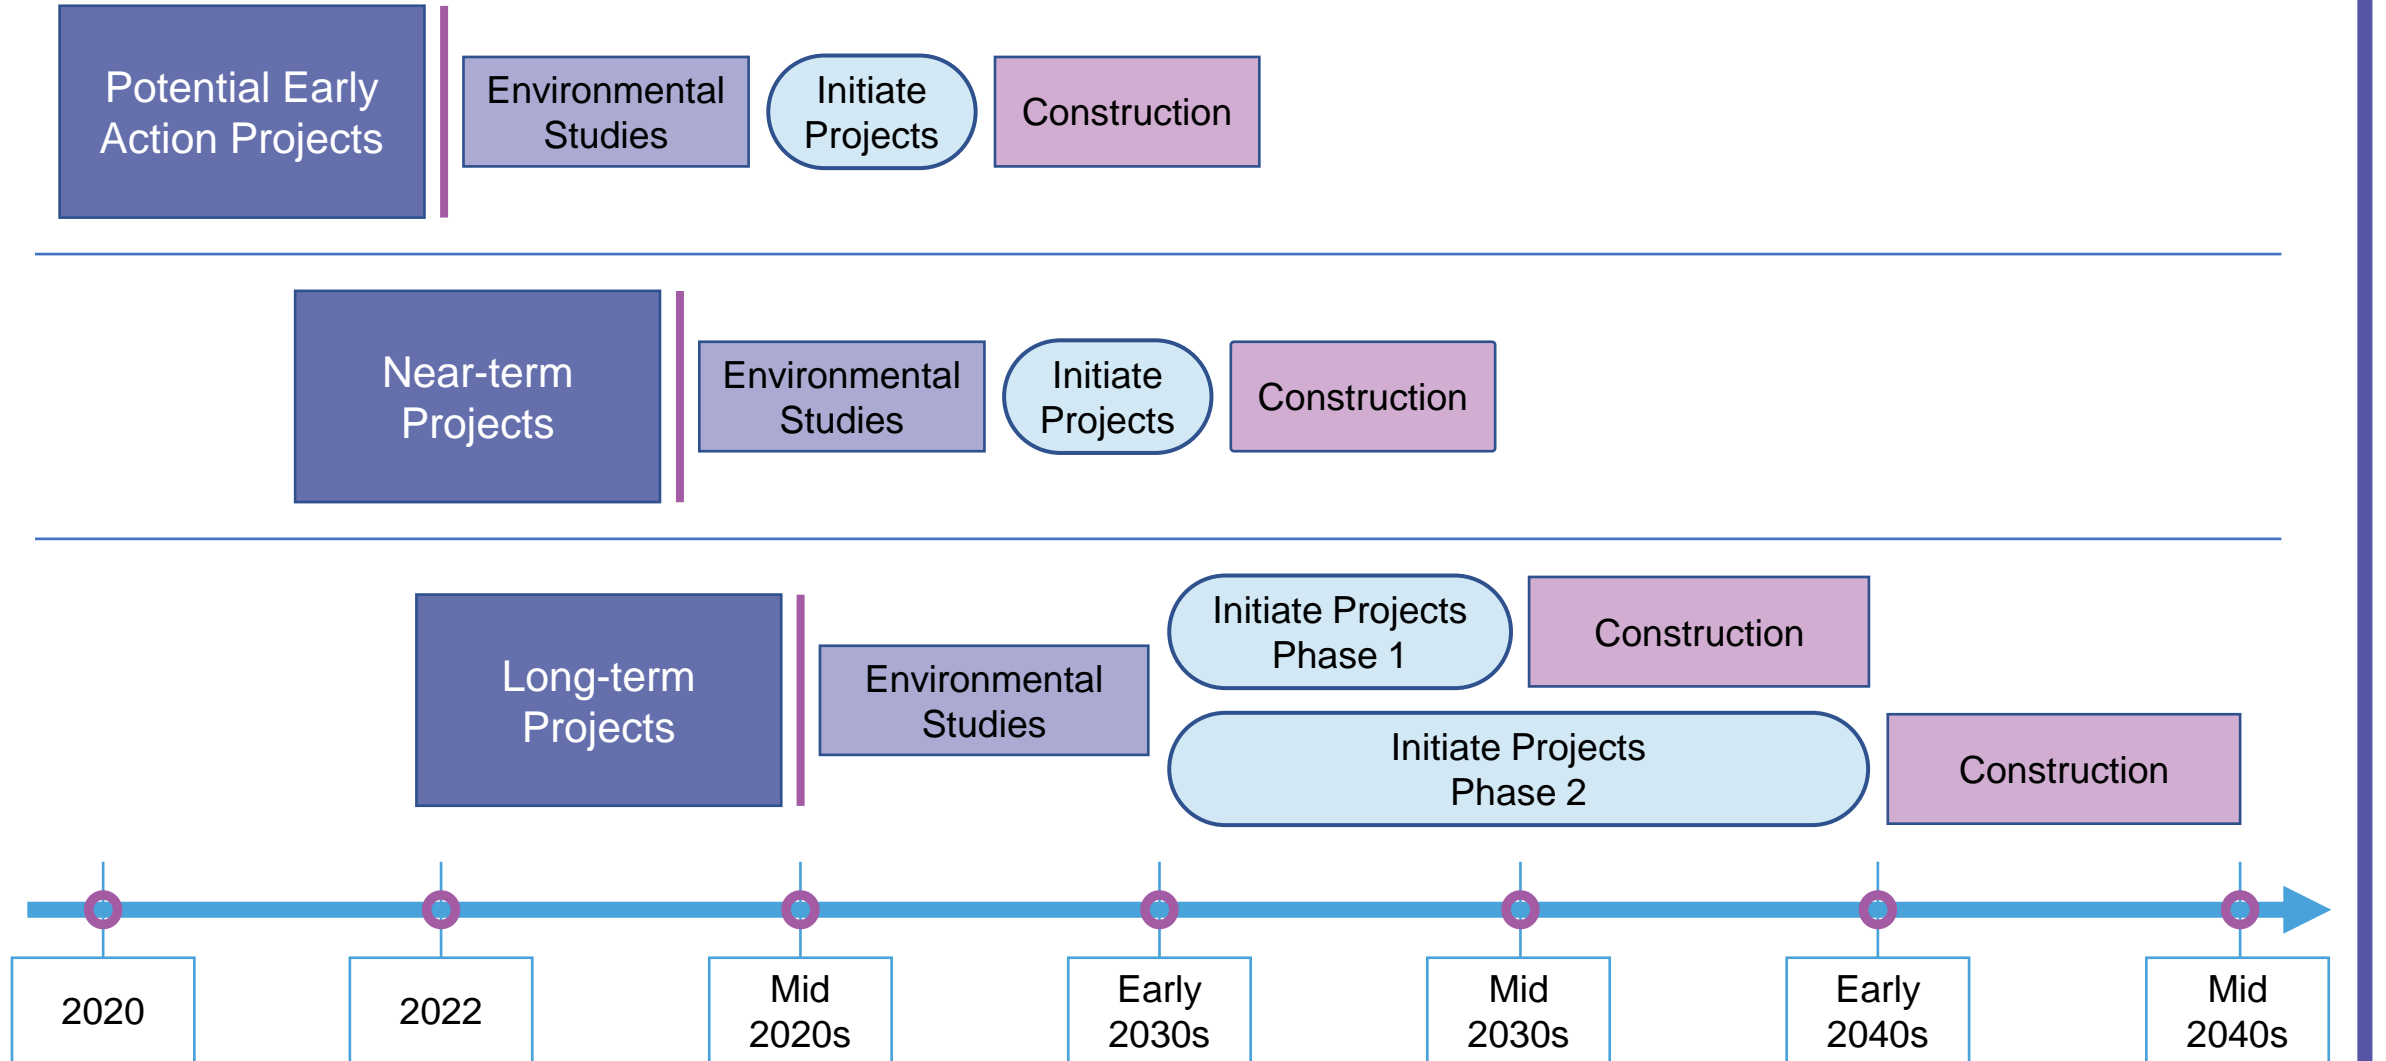 Potential Early
Action Projects
Environmental
Studies
Initiate
Projects
Construction
Near-term
Projects
Environmental
Studies
Initiate
Projects
Construction
Long-term
Projects
Environmental
Studies
Initiate Projects
Phase 1
Construction
Initiate Projects
Phase 2
Construction
2020
2022
Mid
2020s
Early
2030s
Mid
2030s
Early
2040s
Mid
2040s